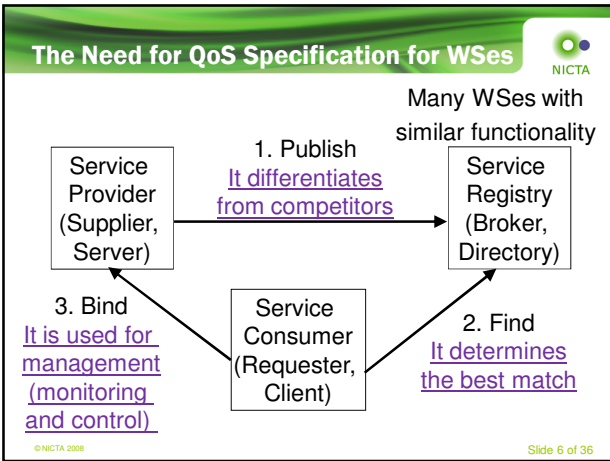 The Need for QoS Specification for WSes
NICTA
Many WSes with
similar functionality
1. Publish
It differentiates
from competitors
Service
Provider
(Supplier,
Server)
Service
Registry
(Broker,
Directory)
3. Bind
It is used for
management
(monitoring
and control)
Service
Consumer
(Requester,
Client)
2. Find
It determines
the best match
© NICTA 2008
Slide 6 of 36